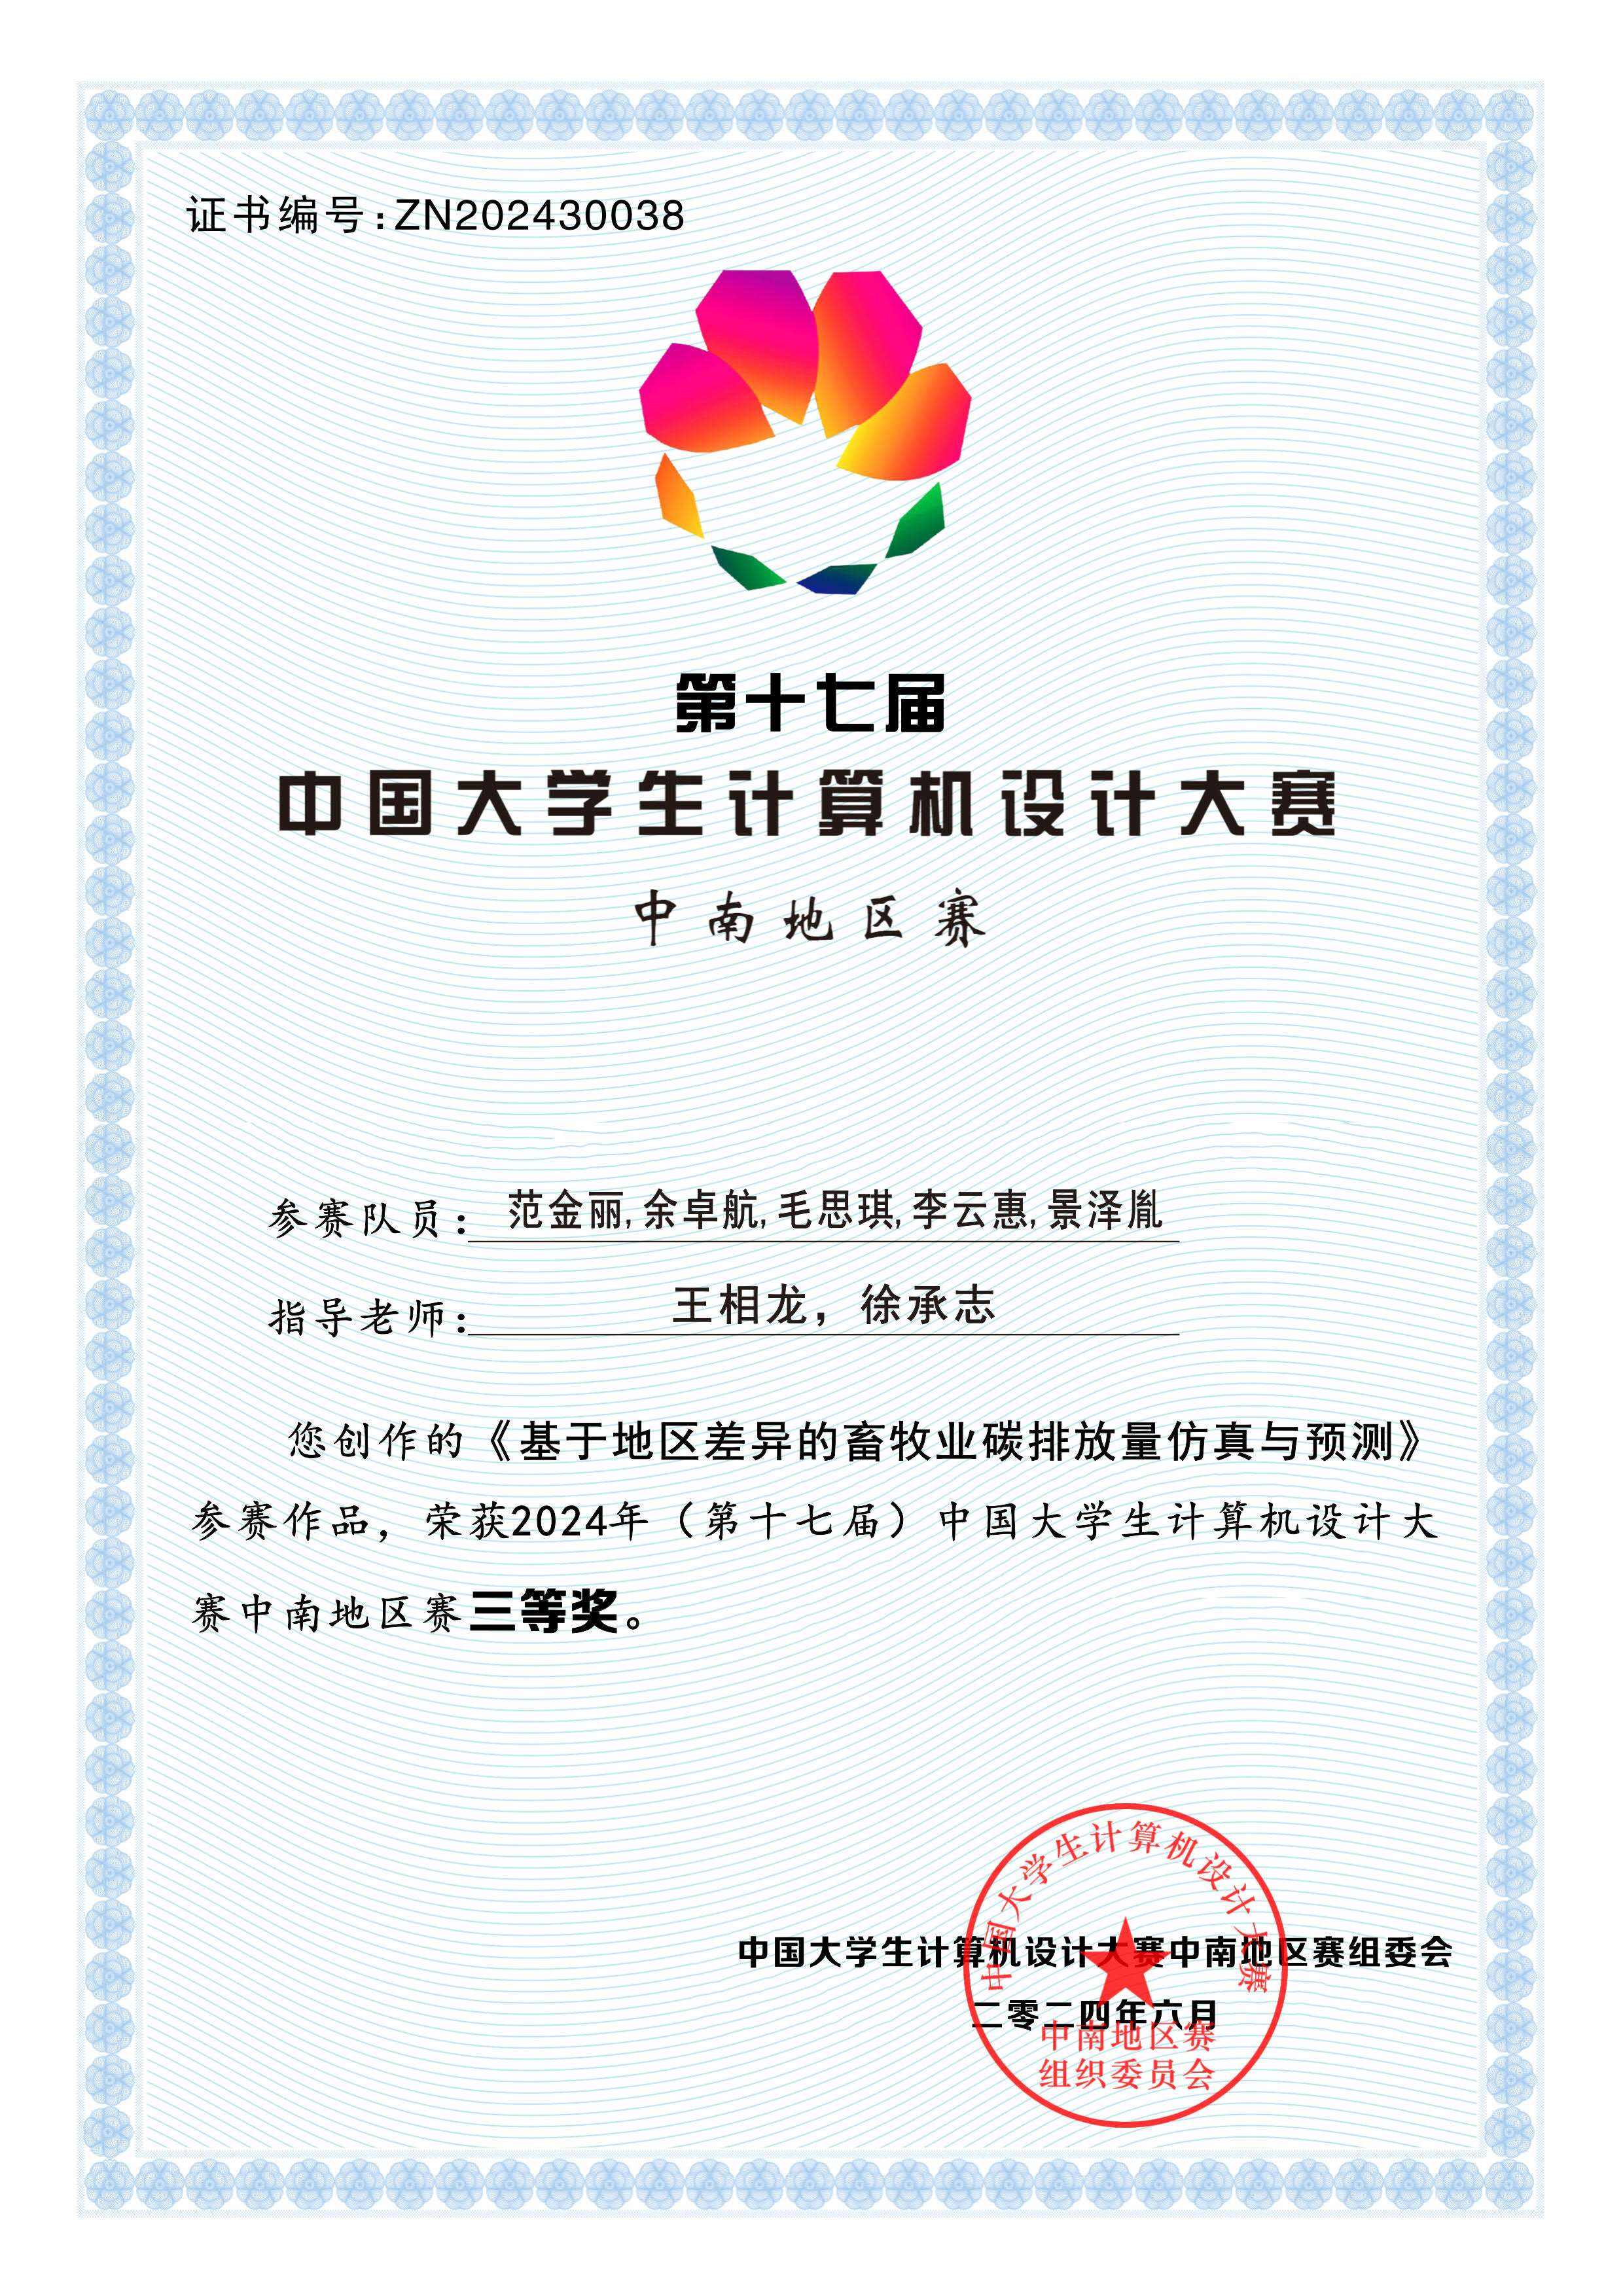 证书编号:ZN202430038
第十七届
中国大学生计算机设计大赛
中南地区赛
参赛队员: 范金丽,余卓航,毛思琪,李云惠,景泽胤
指导老师: 王相龙，徐承志
您创作的《基于地区差异的畜牧业碳排放量仿真与预测》
参赛作品，荣获2024年（第十七届）中国大学生计算机设计大
赛中南地区赛三等奖。
中国大学生计算机设计大赛中南地区赛组委会
二零二四年六月
中国大学生计算机设计大赛
中南地区赛
组织委员会